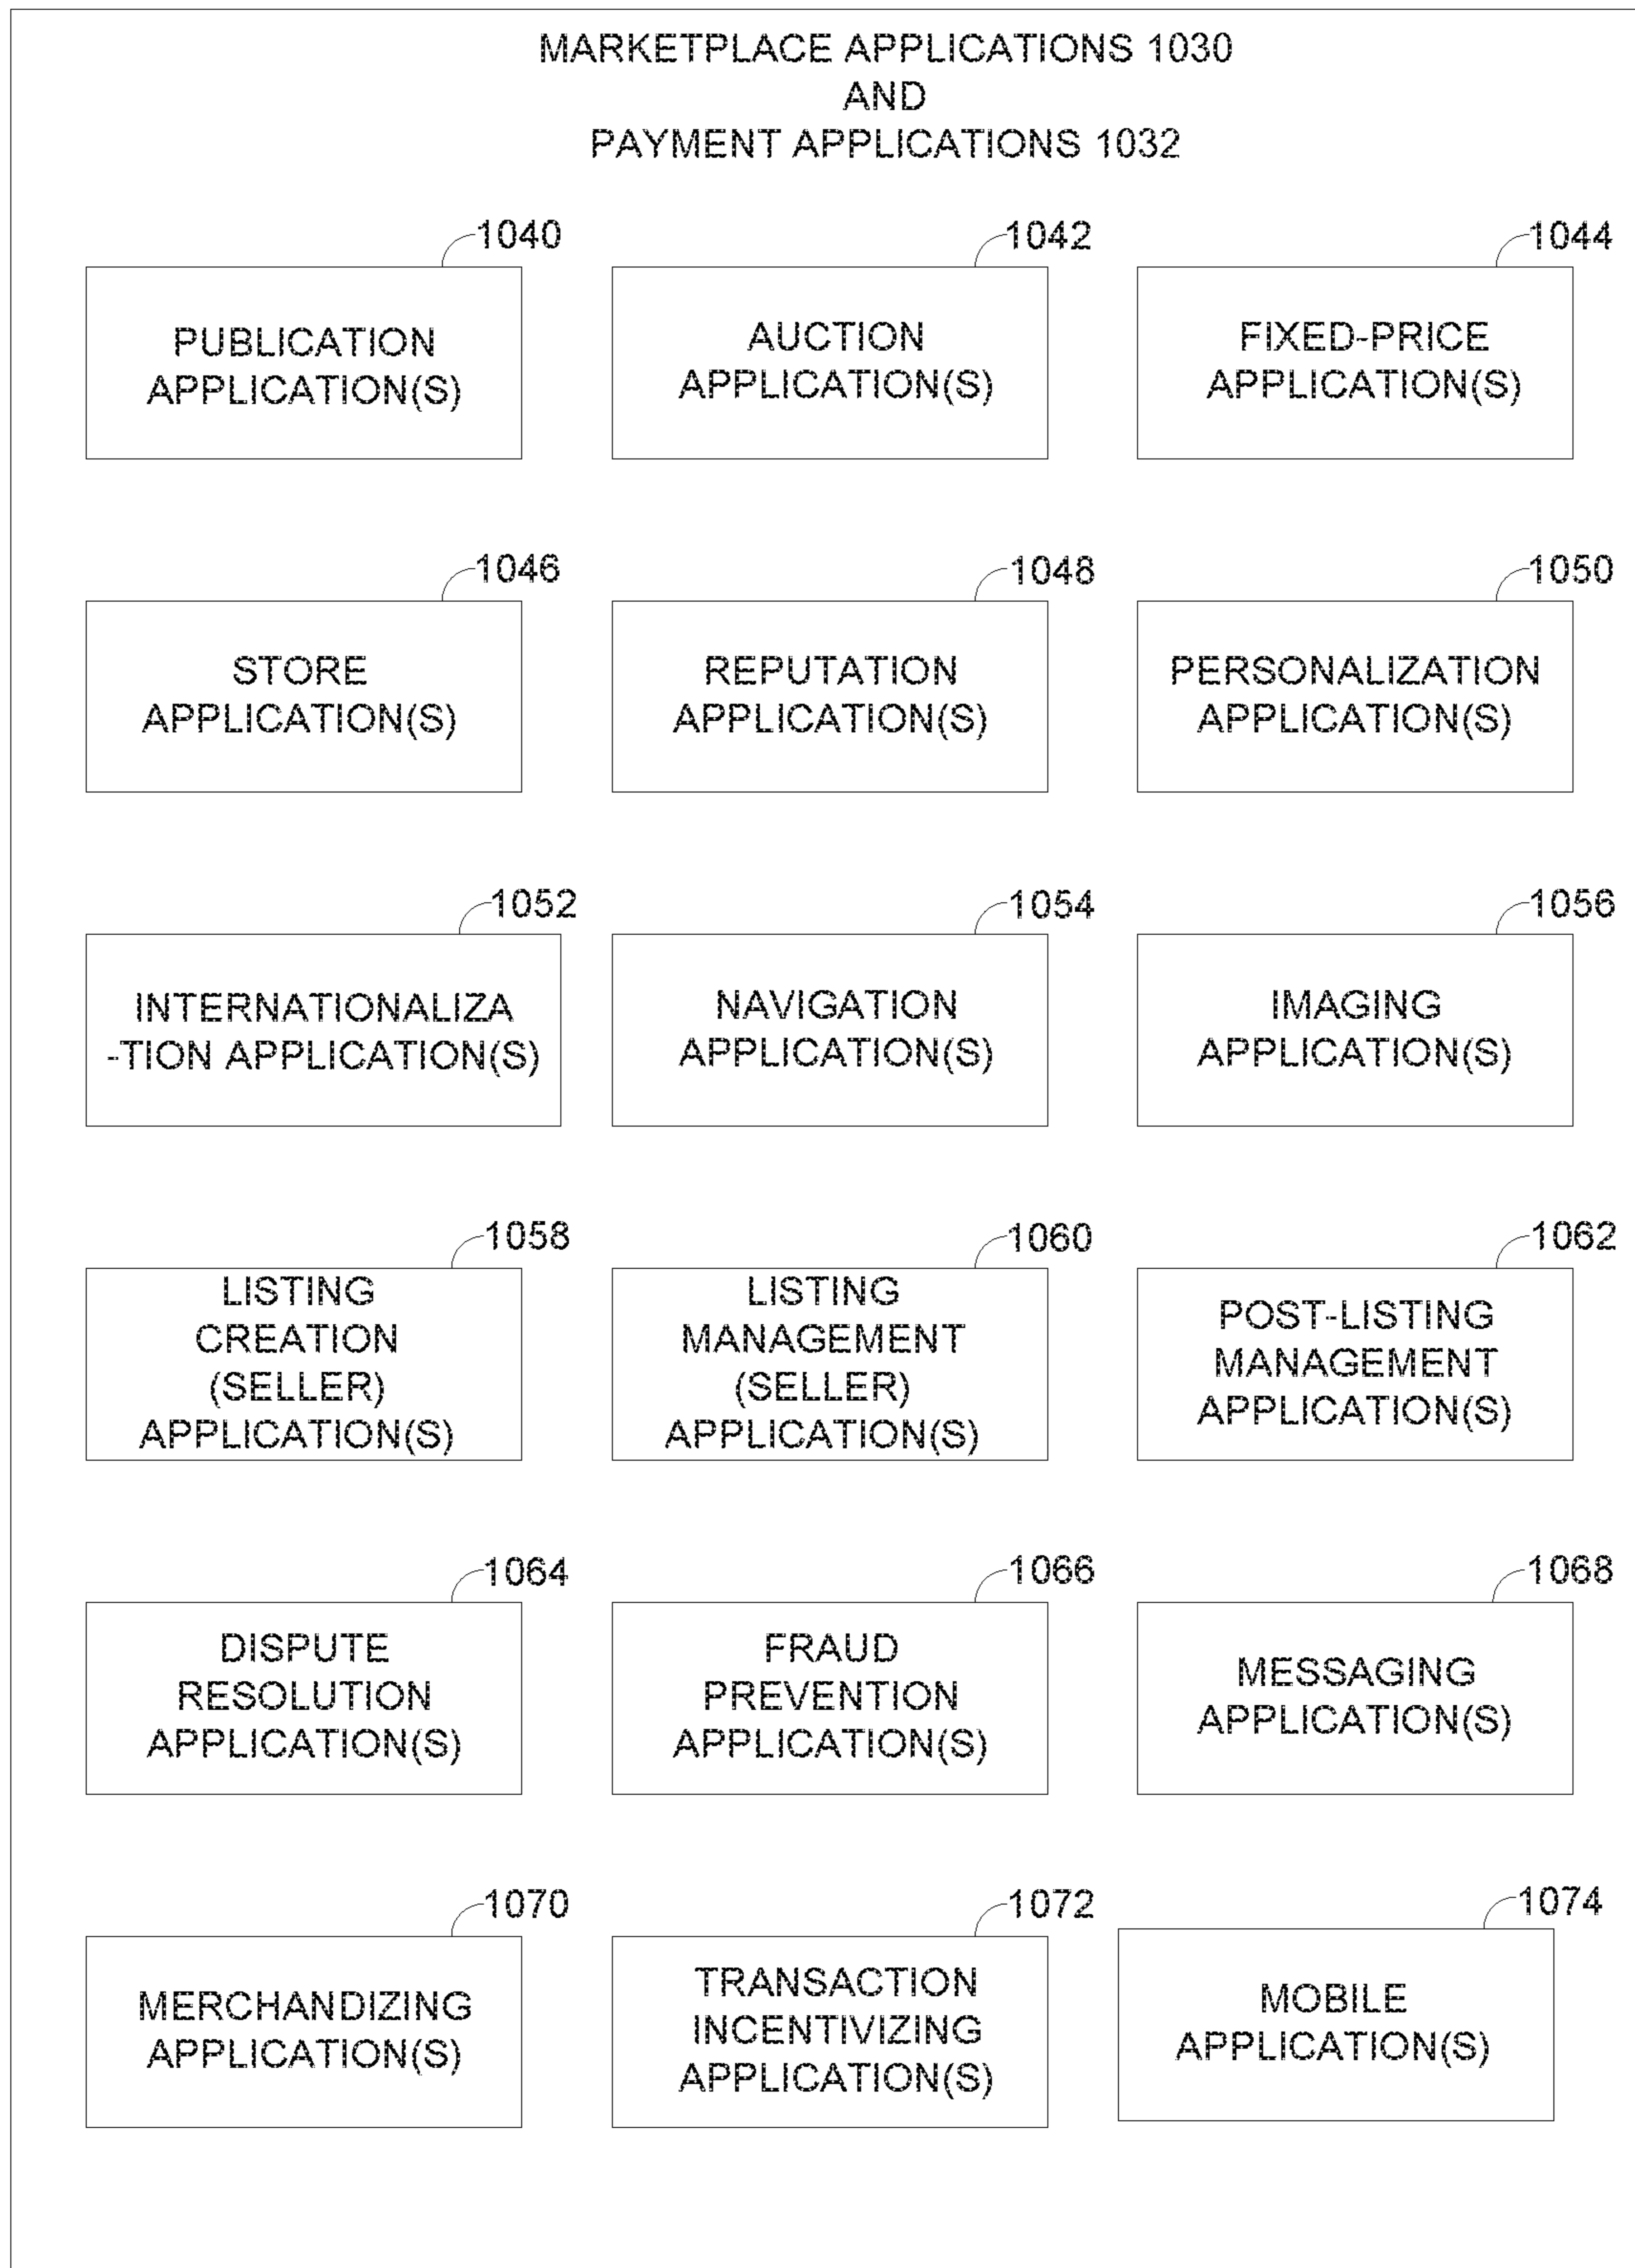 MARKETPLACE APPLICATIONS 1030
AND
PAYMENT APPLICATIONS 1032
1040
PUBLICATION
APPLICATION(S)
1042
AUCTION
APPLICATION(S)
1044
FIXED-PRICE
APPLICATION(S)
1046
STORE
APPLICATION(S)
1048
REPUTATION
APPLICATION(S)
1050
PERSONALIZATION
APPLICATION(S)
1052
INTERNATIONALIZA
-TION APPLICATION(S)
1054
NAVIGATION
APPLICATION(S)
1056
IMAGING
APPLICATION(S)
1058
LISTING
CREATION
(SELLER)
APPLICATION(S)
1060
LISTING
MANAGEMENT
(SELLER)
APPLICATION(S)
1062
POST-LISTING
MANAGEMENT
APPLICATION(S)
1064
DISPUTE
RESOLUTION
APPLICATION(S)
1066
FRAUD
PREVENTION
APPLICATION(S)
1068
MESSAGING
APPLICATION(S)
1070
MERCHANDIZING
APPLICATION(S)
1072
TRANSACTION
INCENTIVIZING
APPLICATION(S)
1074
MOBILE
APPLICATION(S)